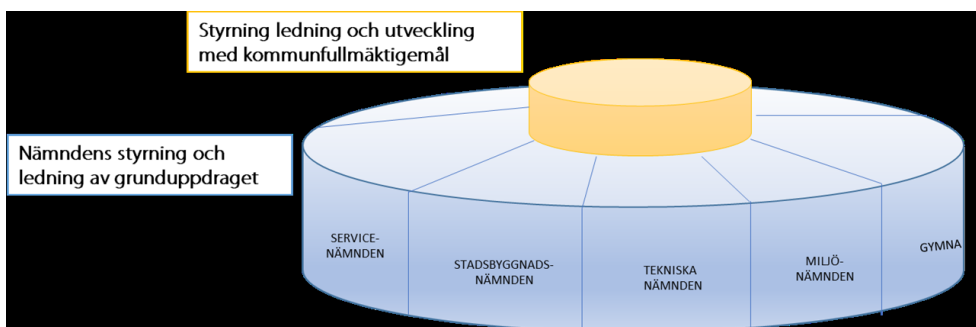 Styrning ledning och utveckling
med kommunfullmäktigemål
Nämndens styrning och
ledning av grunduppdraget
SERVICE-
NÄMNDEN
STADSBYGGNADS-
NÄMNDEN
TEKNISKA
NÄMNDEN
MILJÖ-
NÄMNDEN
GYMNA